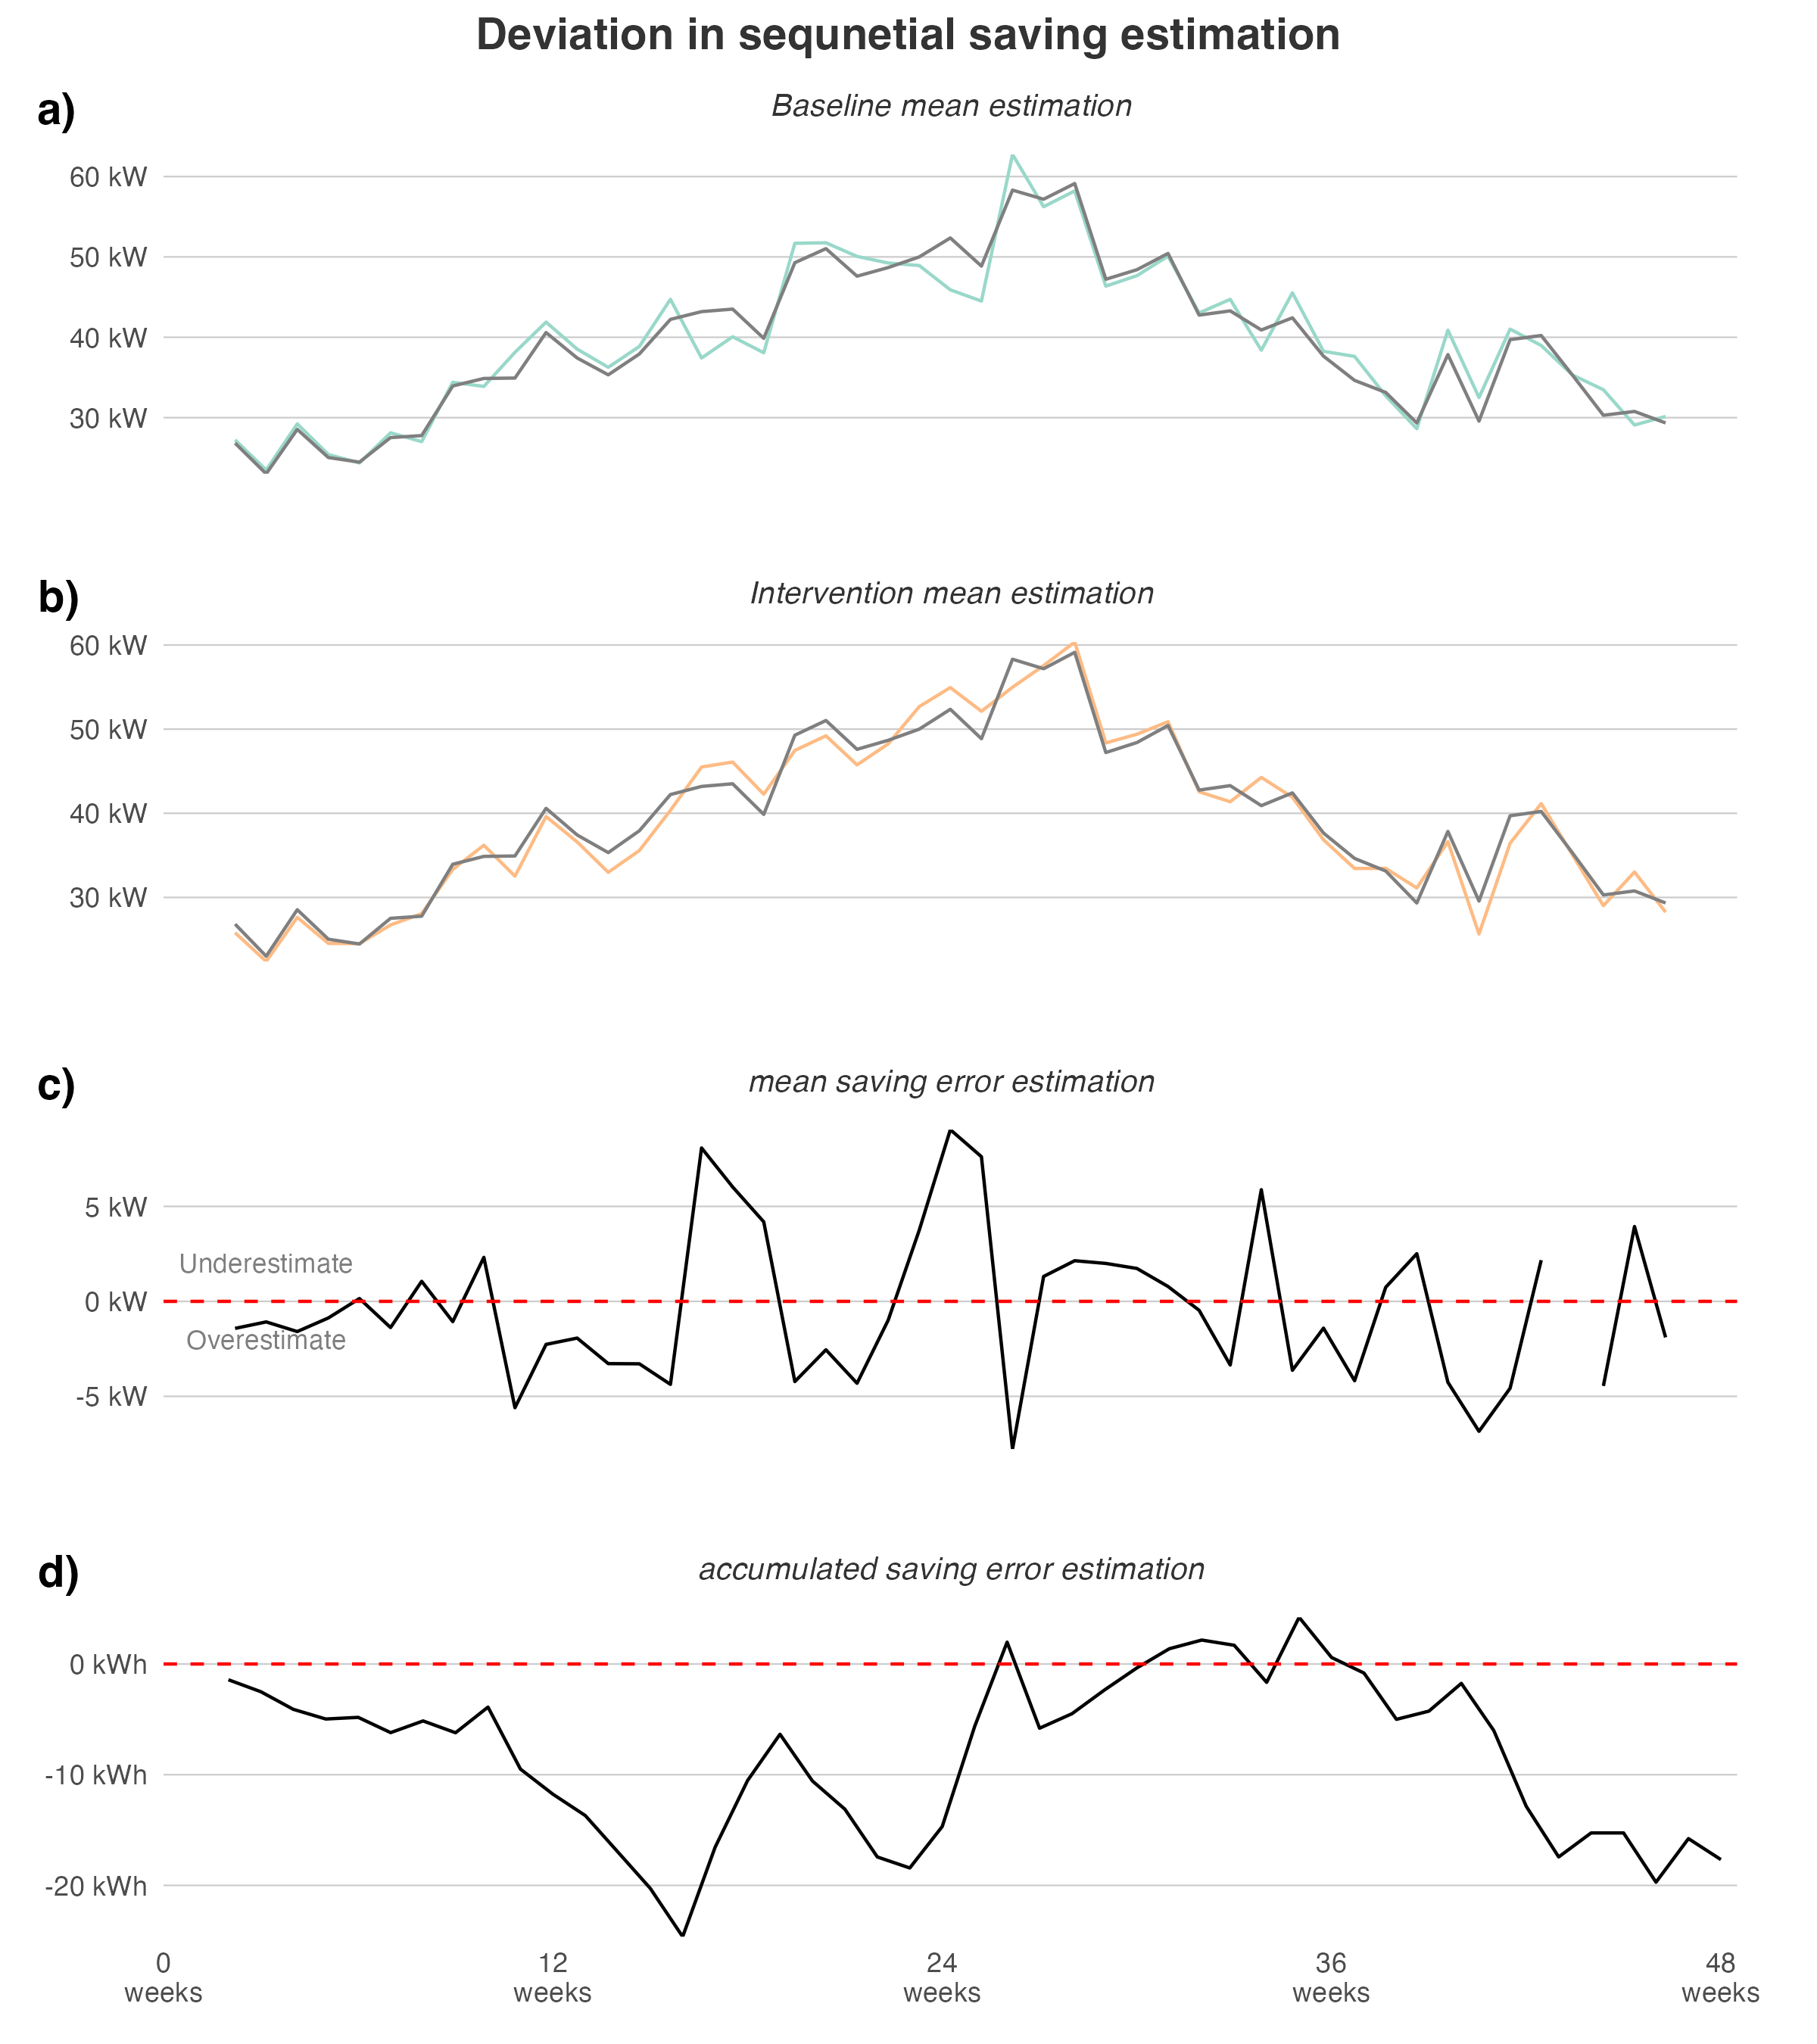 Deviation in sequnetial saving estimation
a)
Baseline mean estimation
60 kW
50 kW
40 kW
30 kW
b)
Intervention mean estimation
60 kW
50 kW
40 kW
30 kW
c)
mean saving error estimation
5 kW
Underestimate
0 kW
Overestimate
-5 kW
d)
accumulated saving error estimation
0 kWh
-10 kWh
-20 kWh
0 12 24 36 48
weeks weeks weeks weeks weeks